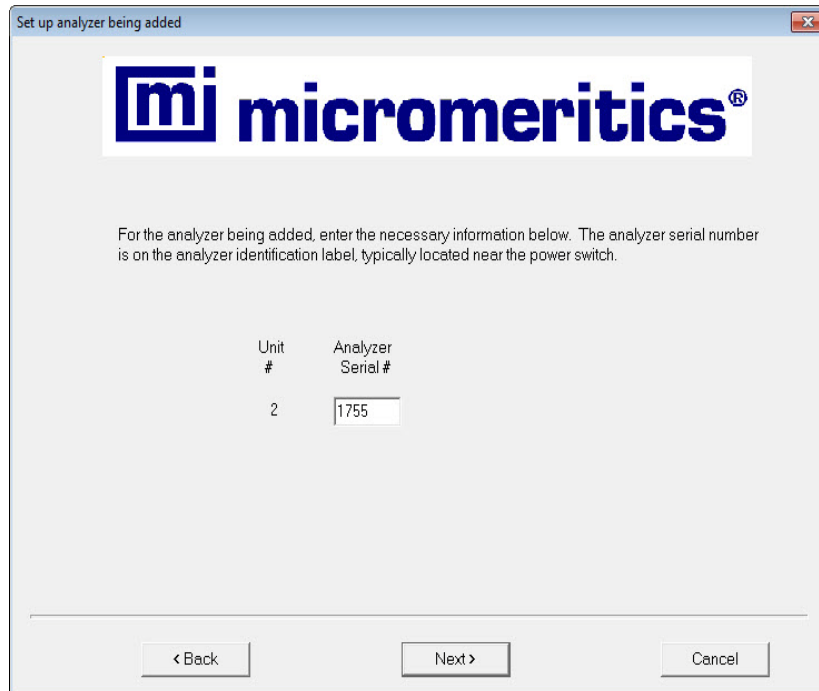 Set up analyzer being added
mi micromeritics®
For the analyzer being added, enter the necessary information below. The analyzer serial number
is on the analyzer identification label, typically located near the power switch.
Unit Analyzer
# Serial #
2 1755
< Back Next > Cancel